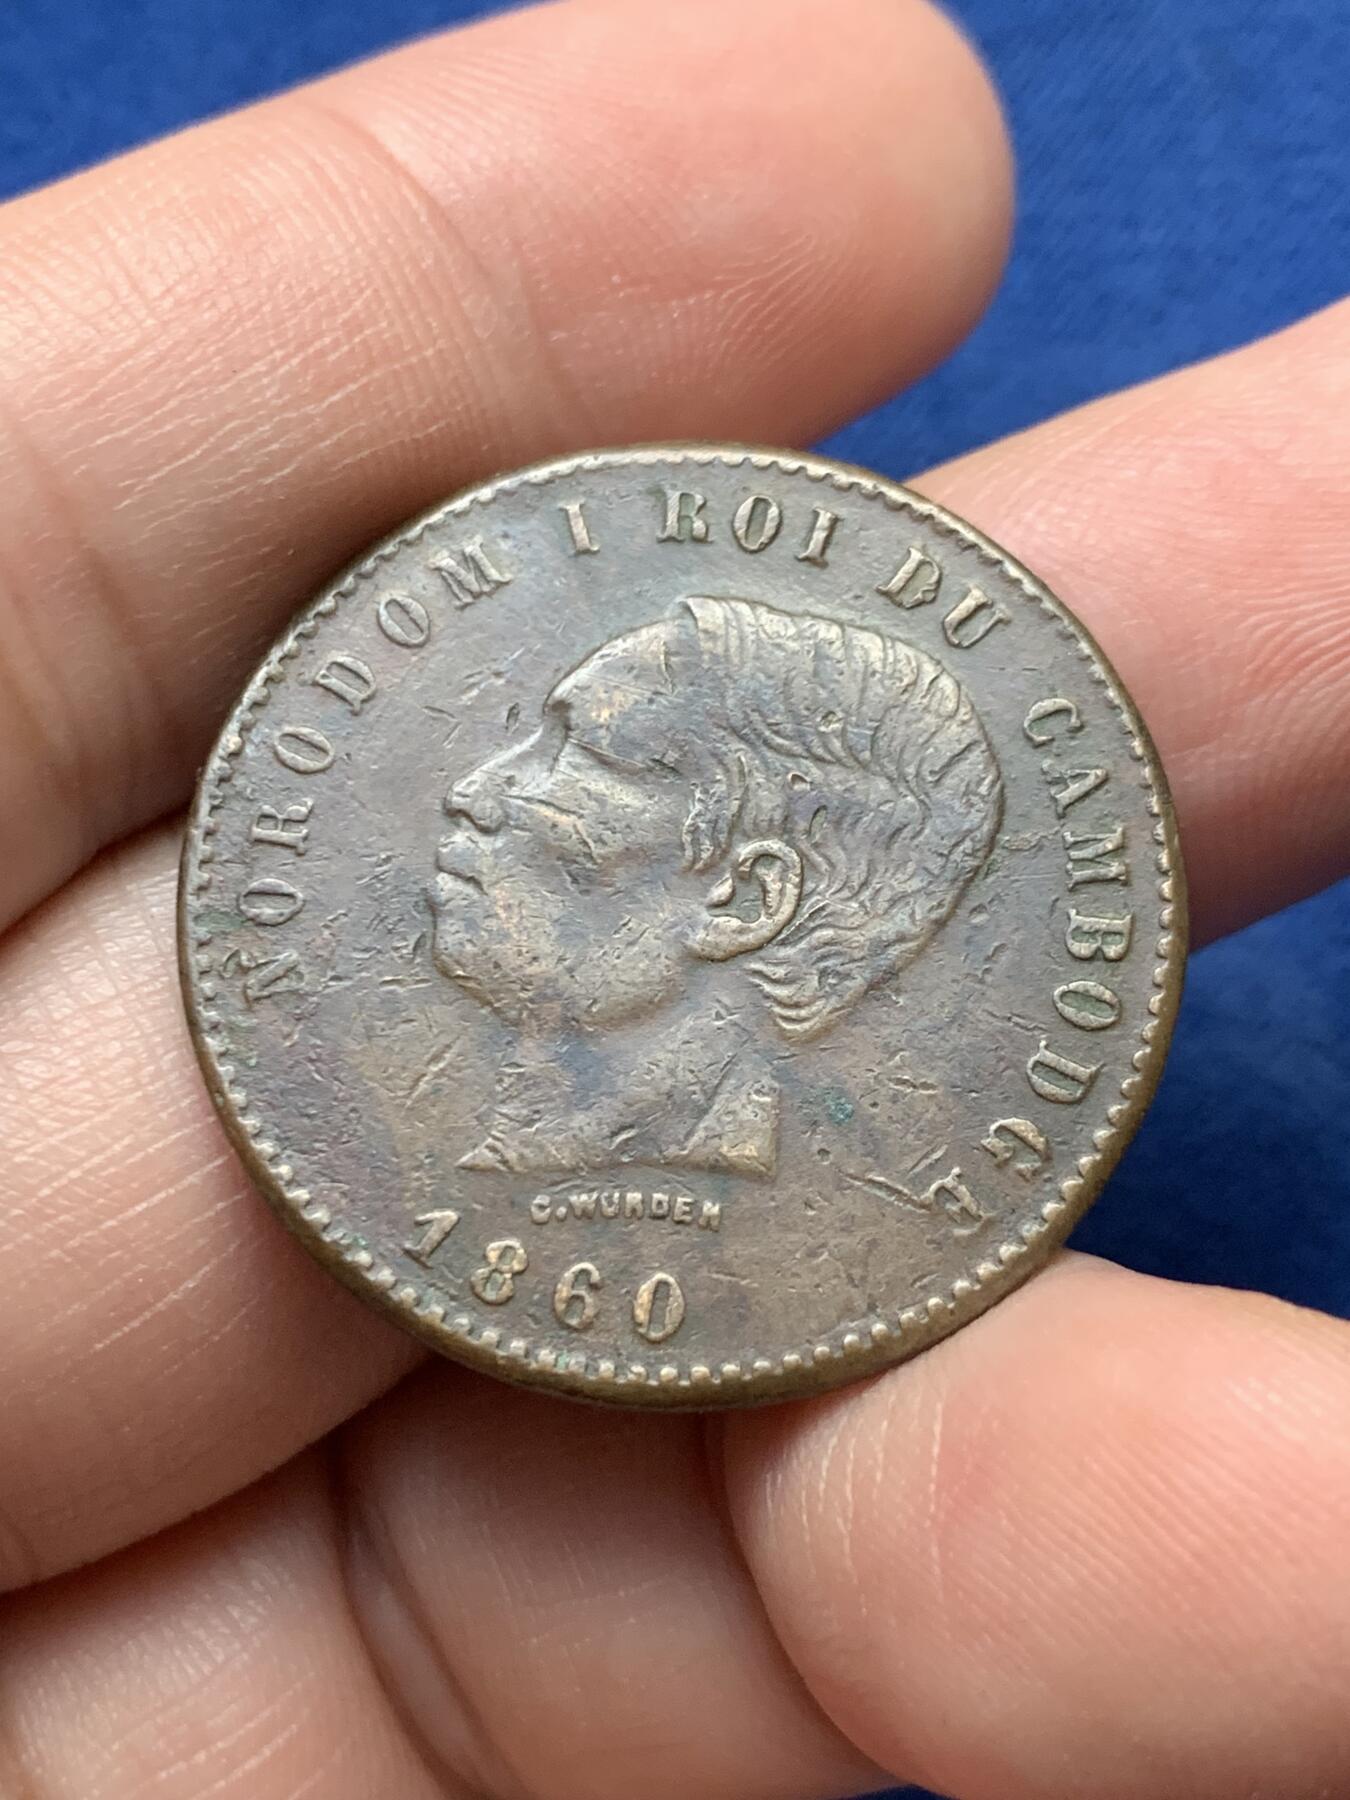 NORODOM I ROI DU CAMBODGE
C.WURDEN
1860